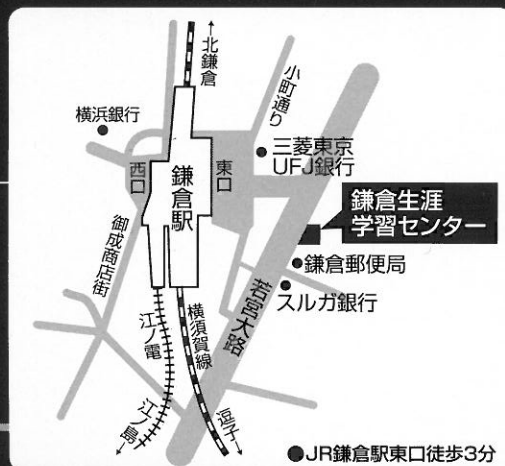 ←北鎌倉
小町通り
横浜銀行
三菱東京
UFJ銀行
西口
鎌倉駅
東口
鎌倉生涯
学習センター
御成商店街
鎌倉郵便局
スルガ銀行
若宮大路
江ノ電
横須賀線
江ノ島
逗子
●JR鎌倉駅東口徒歩3分